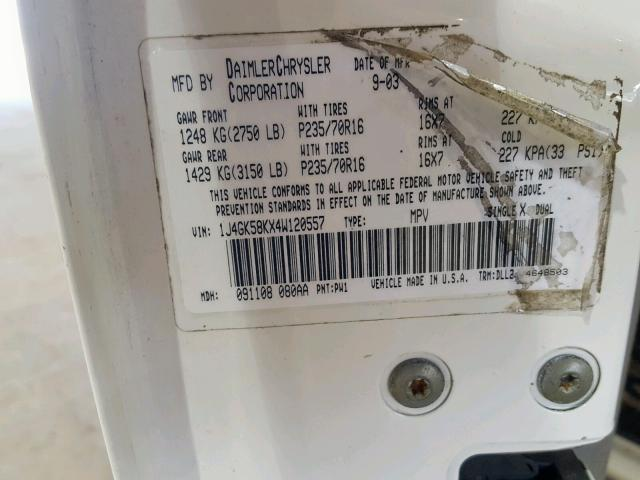 MFD BY DAIMLERCHRYSLER CORPORATION DATE OF MFR 9-03
GAWR FRONT WITH TIRES RIMS AT
1248 KG(2750 LB) P235/70R16 16X7 227
GAWR REAR WITH TIRES RIMS AT COLD
1429 KG(3150 LB) P235/70R16 16X7 227 KPA(33 PSI)
THIS VEHICLE CONFORMS TO ALL APPLICABLE FEDERAL MOTOR VEHICLE SAFETY AND THEFT
PREVENTION STANDARDS IN EFFECT ON THE DATE OF MANUFACTURE SHOWN ABOVE.
VIN: 1J4GK58KX4W120557 TYPE: MPV SINGLE X DUAL
MDH: 091108 080AA PNT:PW1 VEHICLE MADE IN U.S.A. TRM:DLL2 4648503